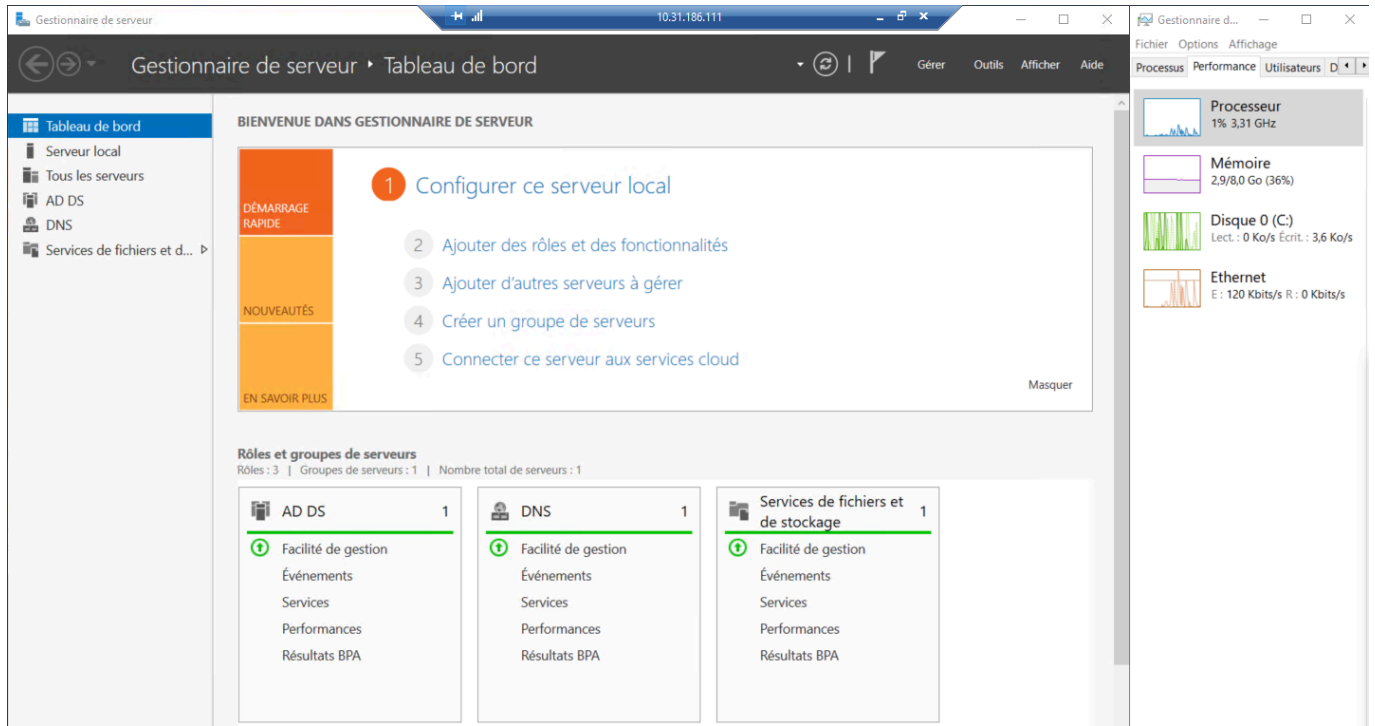 Gestionnaire de serveur
10.31.186.111
Gestionnaire de serveur ‣ Tableau de bord
Gérer Outils Afficher Aide
Tableau de bord
Serveur local
Tous les serveurs
AD DS
DNS
Services de fichiers et d...
BIENVENUE DANS GESTIONNAIRE DE SERVEUR
DÉMARRAGE
RAPIDE
NOUVEAUTÉS
EN SAVOIR PLUS
1 Configurer ce serveur local
2 Ajouter des rôles et des fonctionnalités
3 Ajouter d'autres serveurs à gérer
4 Créer un groupe de serveurs
5 Connecter ce serveur aux services cloud
Masquer
Rôles et groupes de serveurs
Rôles : 3 | Groupes de serveurs : 1 | Nombre total de serveurs : 1
AD DS 1
Facilité de gestion
Événements
Services
Performances
Résultats BPA
DNS 1
Facilité de gestion
Événements
Services
Performances
Résultats BPA
Services de fichiers et
de stockage 1
Facilité de gestion
Événements
Services
Performances
Résultats BPA
Gestionnaire d...
Fichier Options Affichage
Processus Performance Utilisateurs D
Processeur
1% 3,31 GHz
Mémoire
2,9/8,0 Go (36%)
Disque 0 (C:)
Lect. : 0 Ko/s Écrit. : 3,6 Ko/s
Ethernet
E : 120 Kbits/s R : 0 Kbits/s